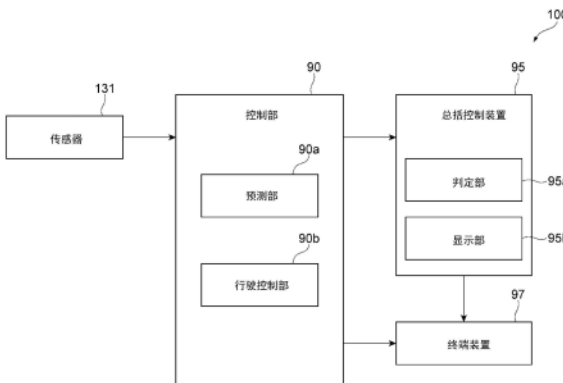 100
131
传感器
90
控制部
90a
预测部
90b
行驶控制部
95
总括控制装置
判定部
95a
显示部
97
终端装置